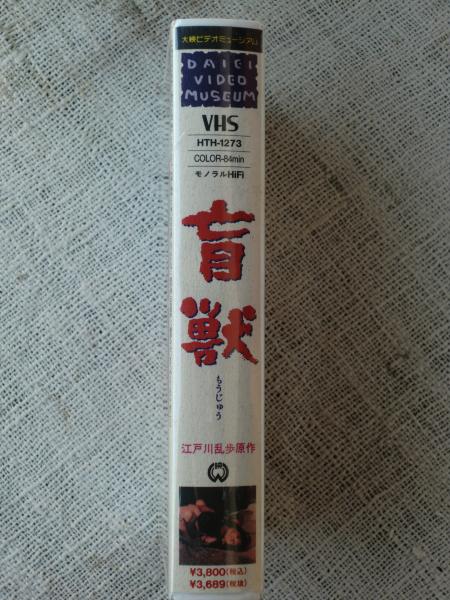 大映ビデオミュージアム
DAIEI
VIDEO
MUSEUM
VHS
HTH-1273
COLOR-84min
モノラルHiFi
盲獣
もうじゅう
江戸川乱歩原作
¥3,800(税込)
¥3,689(税抜)